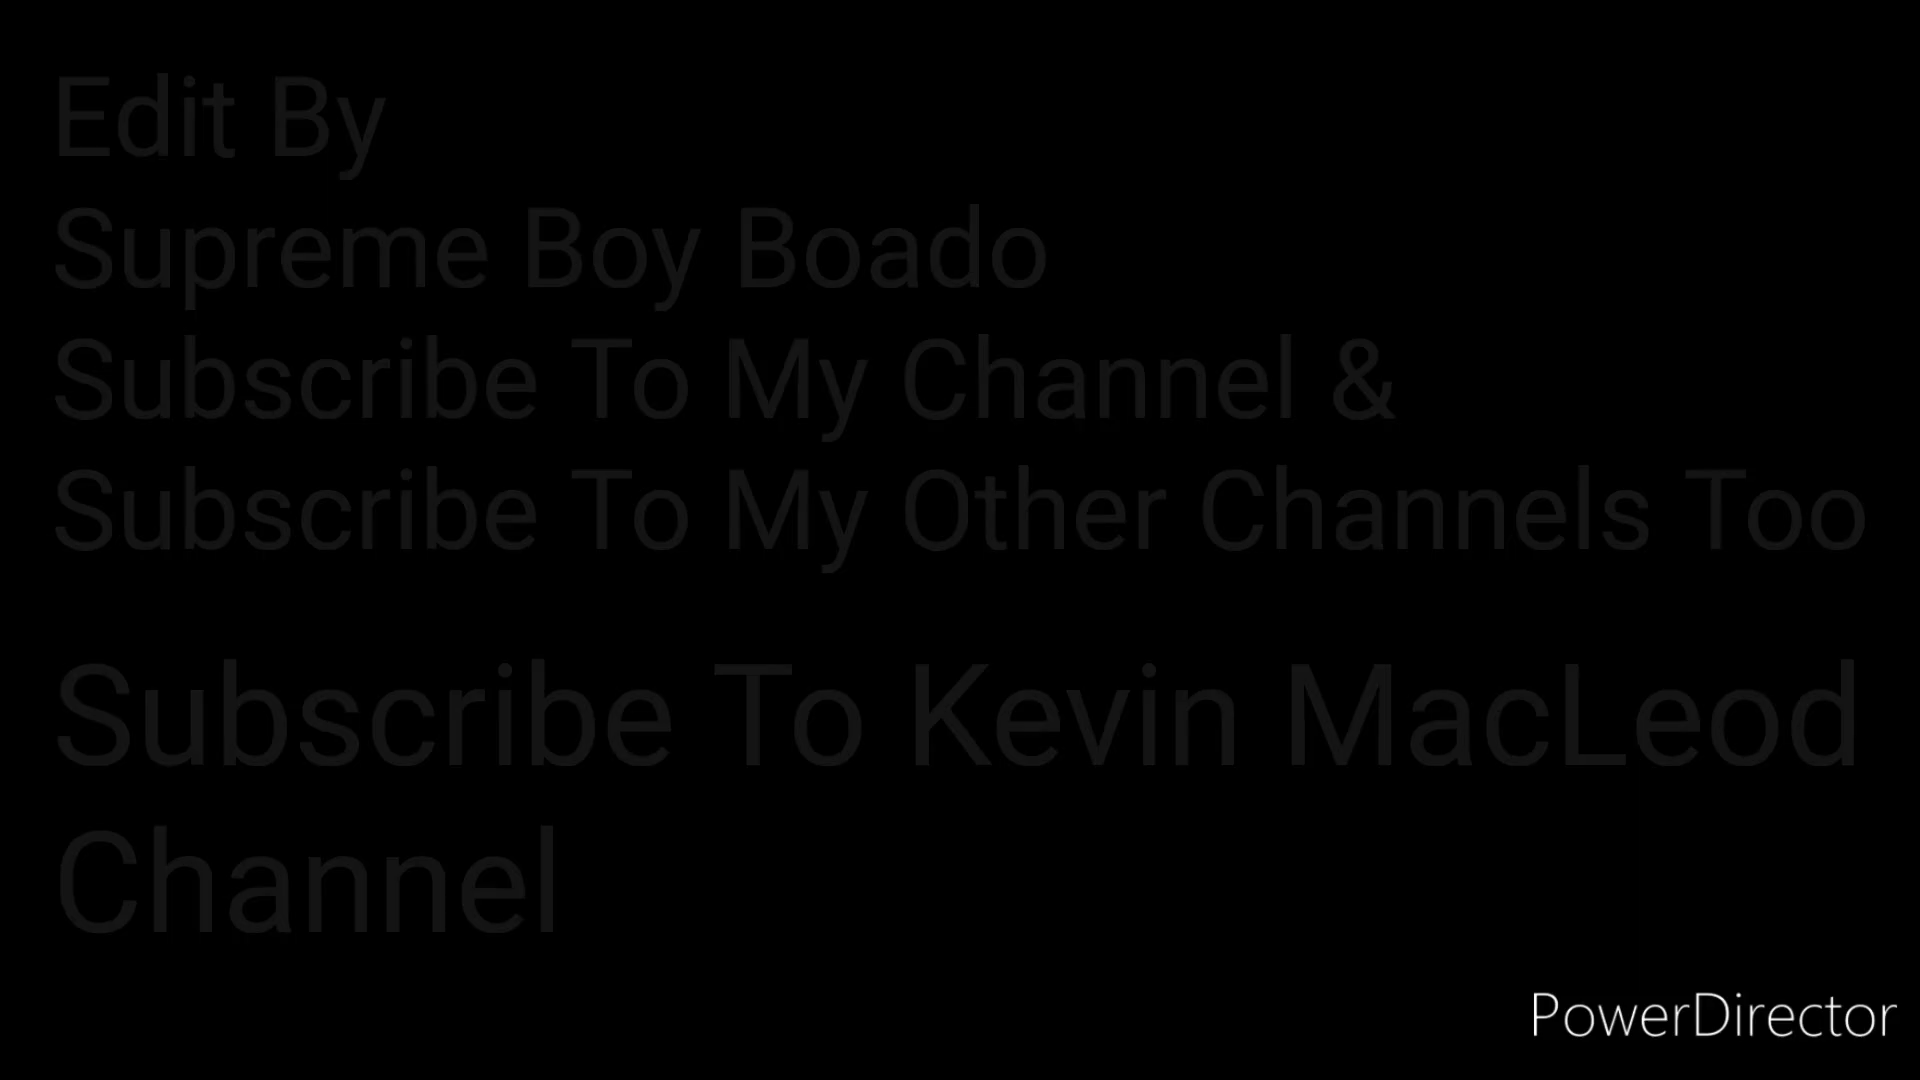 Edit By
Supreme Boy Boado
Subscribe To My Channel &
Subscribe To My Other Channels Too
Subscribe To Kevin MacLeod
Channel
PowerDirector